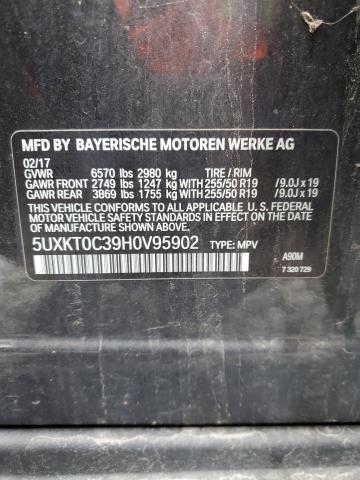 MFD BY BAYERISCHE MOTOREN WERKE AG
02/17
GVWR 6570 lbs 2980 kg TIRE / RIM
GAWR FRONT 2749 lbs 1247 kg WITH 255/50 R19 /9.0J x 19
GAWR REAR 3869 lbs 1755 kg WITH 255/50 R19 /9.0J x 19
THIS VEHICLE CONFORMS TO ALL APPLICABLE U.S. FEDERAL
MOTOR VEHICLE SAFETY STANDARDS IN EFFECT
ON THE DATE OF MANUFACTURE SHOWN ABOVE.
5UXKT0C39H0V95902 TYPE: MPV
A90M
7 320 729